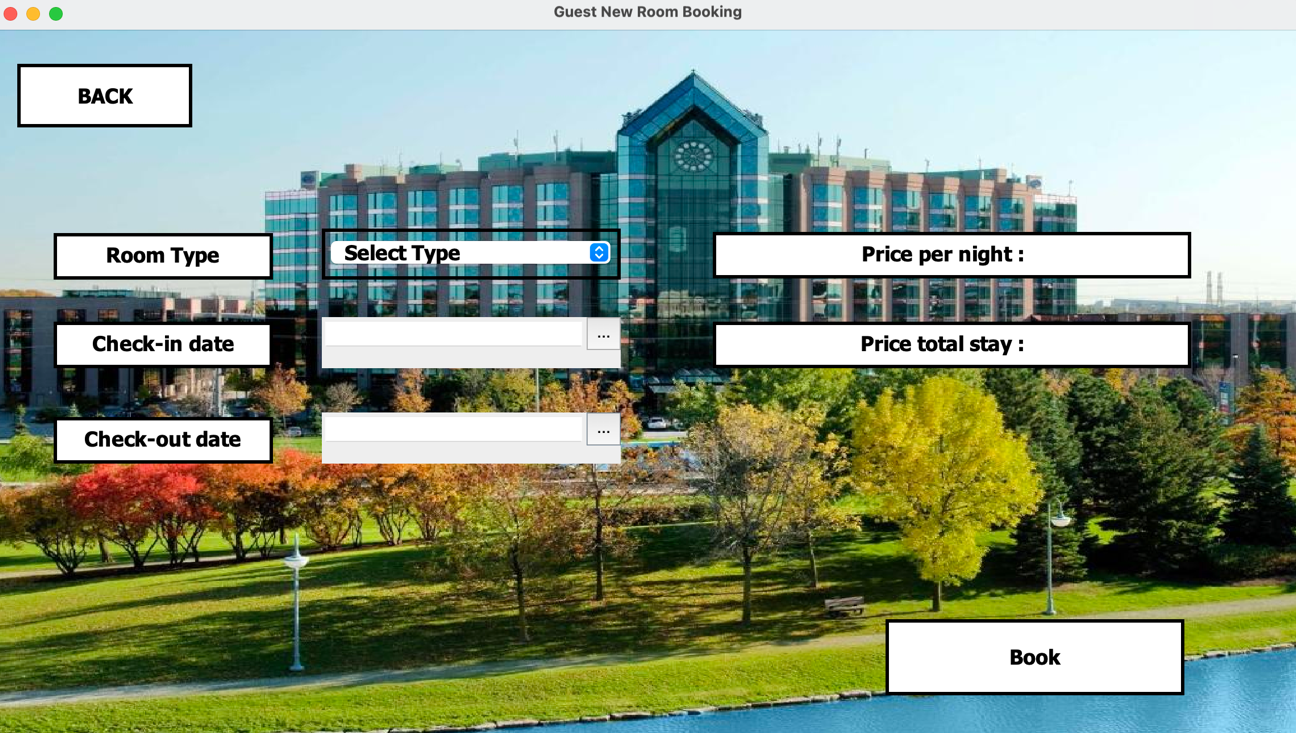 Guest New Room Booking
BACK
Room Type
Select Type
Price per night :
Check-in date
...
Price total stay :
Check-out date
...
Book